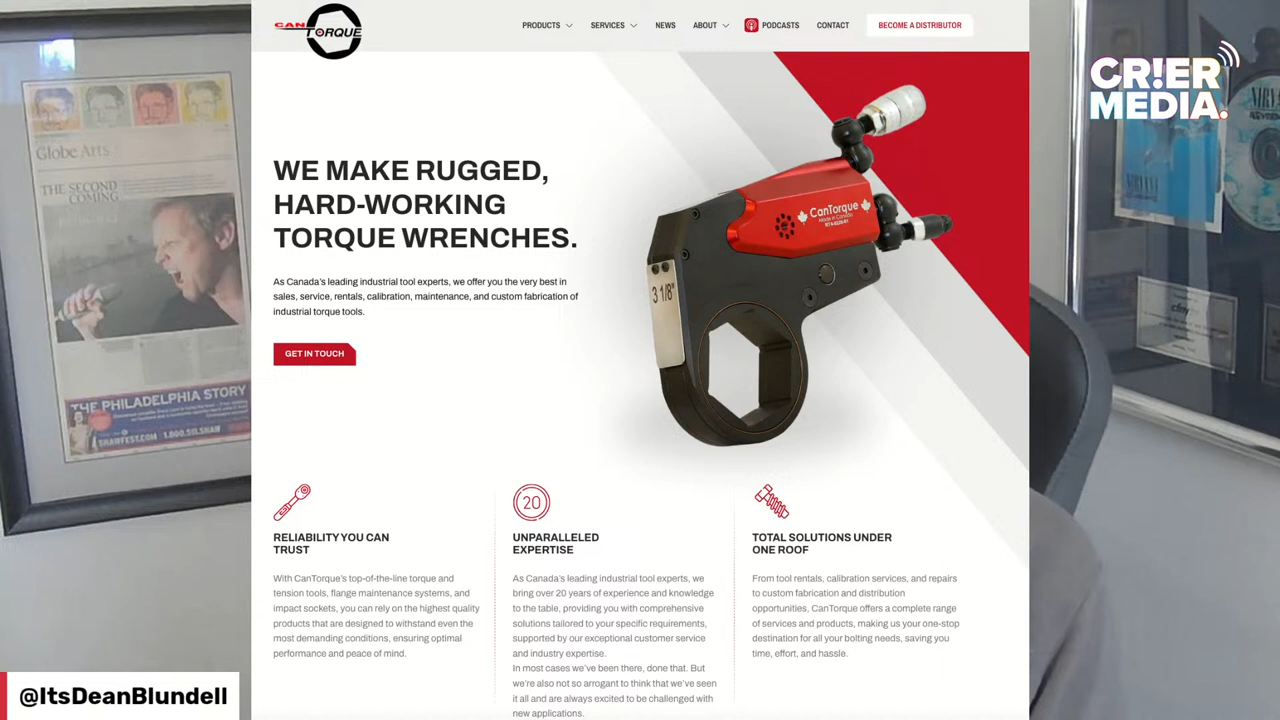 CAN
TORQUE
PRODUCTS
SERVICES
NEWS
ABOUT
PODCASTS
CONTACT
BECOME A DISTRIBUTOR
CR!ER
MEDIA.
Globe Arts
THE SECOND
COMING
THE PHILADELPHIA STORY
SHAWFEST.COM
1.800.511.SHAW
WE MAKE RUGGED,
HARD-WORKING
TORQUE WRENCHES.
As Canada's leading industrial tool experts, we offer you the very best in
sales, service, rentals, calibration, maintenance, and custom fabrication of
industrial torque tools.
GET IN TOUCH
CanTorque
Made in Canada
3 1/8"
NIRVANA
RELIABILITY YOU CAN
TRUST
With CanTorque's top-of-the-line torque and
tension tools, flange maintenance systems, and
impact sockets, you can rely on the highest quality
products that are designed to withstand even the
most demanding conditions, ensuring optimal
performance and peace of mind.
20
UNPARALLELED
EXPERTISE
As Canada's leading industrial tool experts, we
bring over 20 years of experience and knowledge
to the table, providing you with comprehensive
solutions tailored to your specific requirements,
supported by our exceptional customer service
and industry expertise.
In most cases we've been there, done that. But
we're also not so arrogant to think that we've seen
it all and are always excited to be challenged with
new applications.
TOTAL SOLUTIONS UNDER
ONE ROOF
From tool rentals, calibration services, and repairs
to custom fabrication and distribution
opportunities, CanTorque offers a complete range
of services and products, making us your one-stop
destination for all your bolting needs, saving you
time, effort, and hassle.
@ItsDeanBlundell